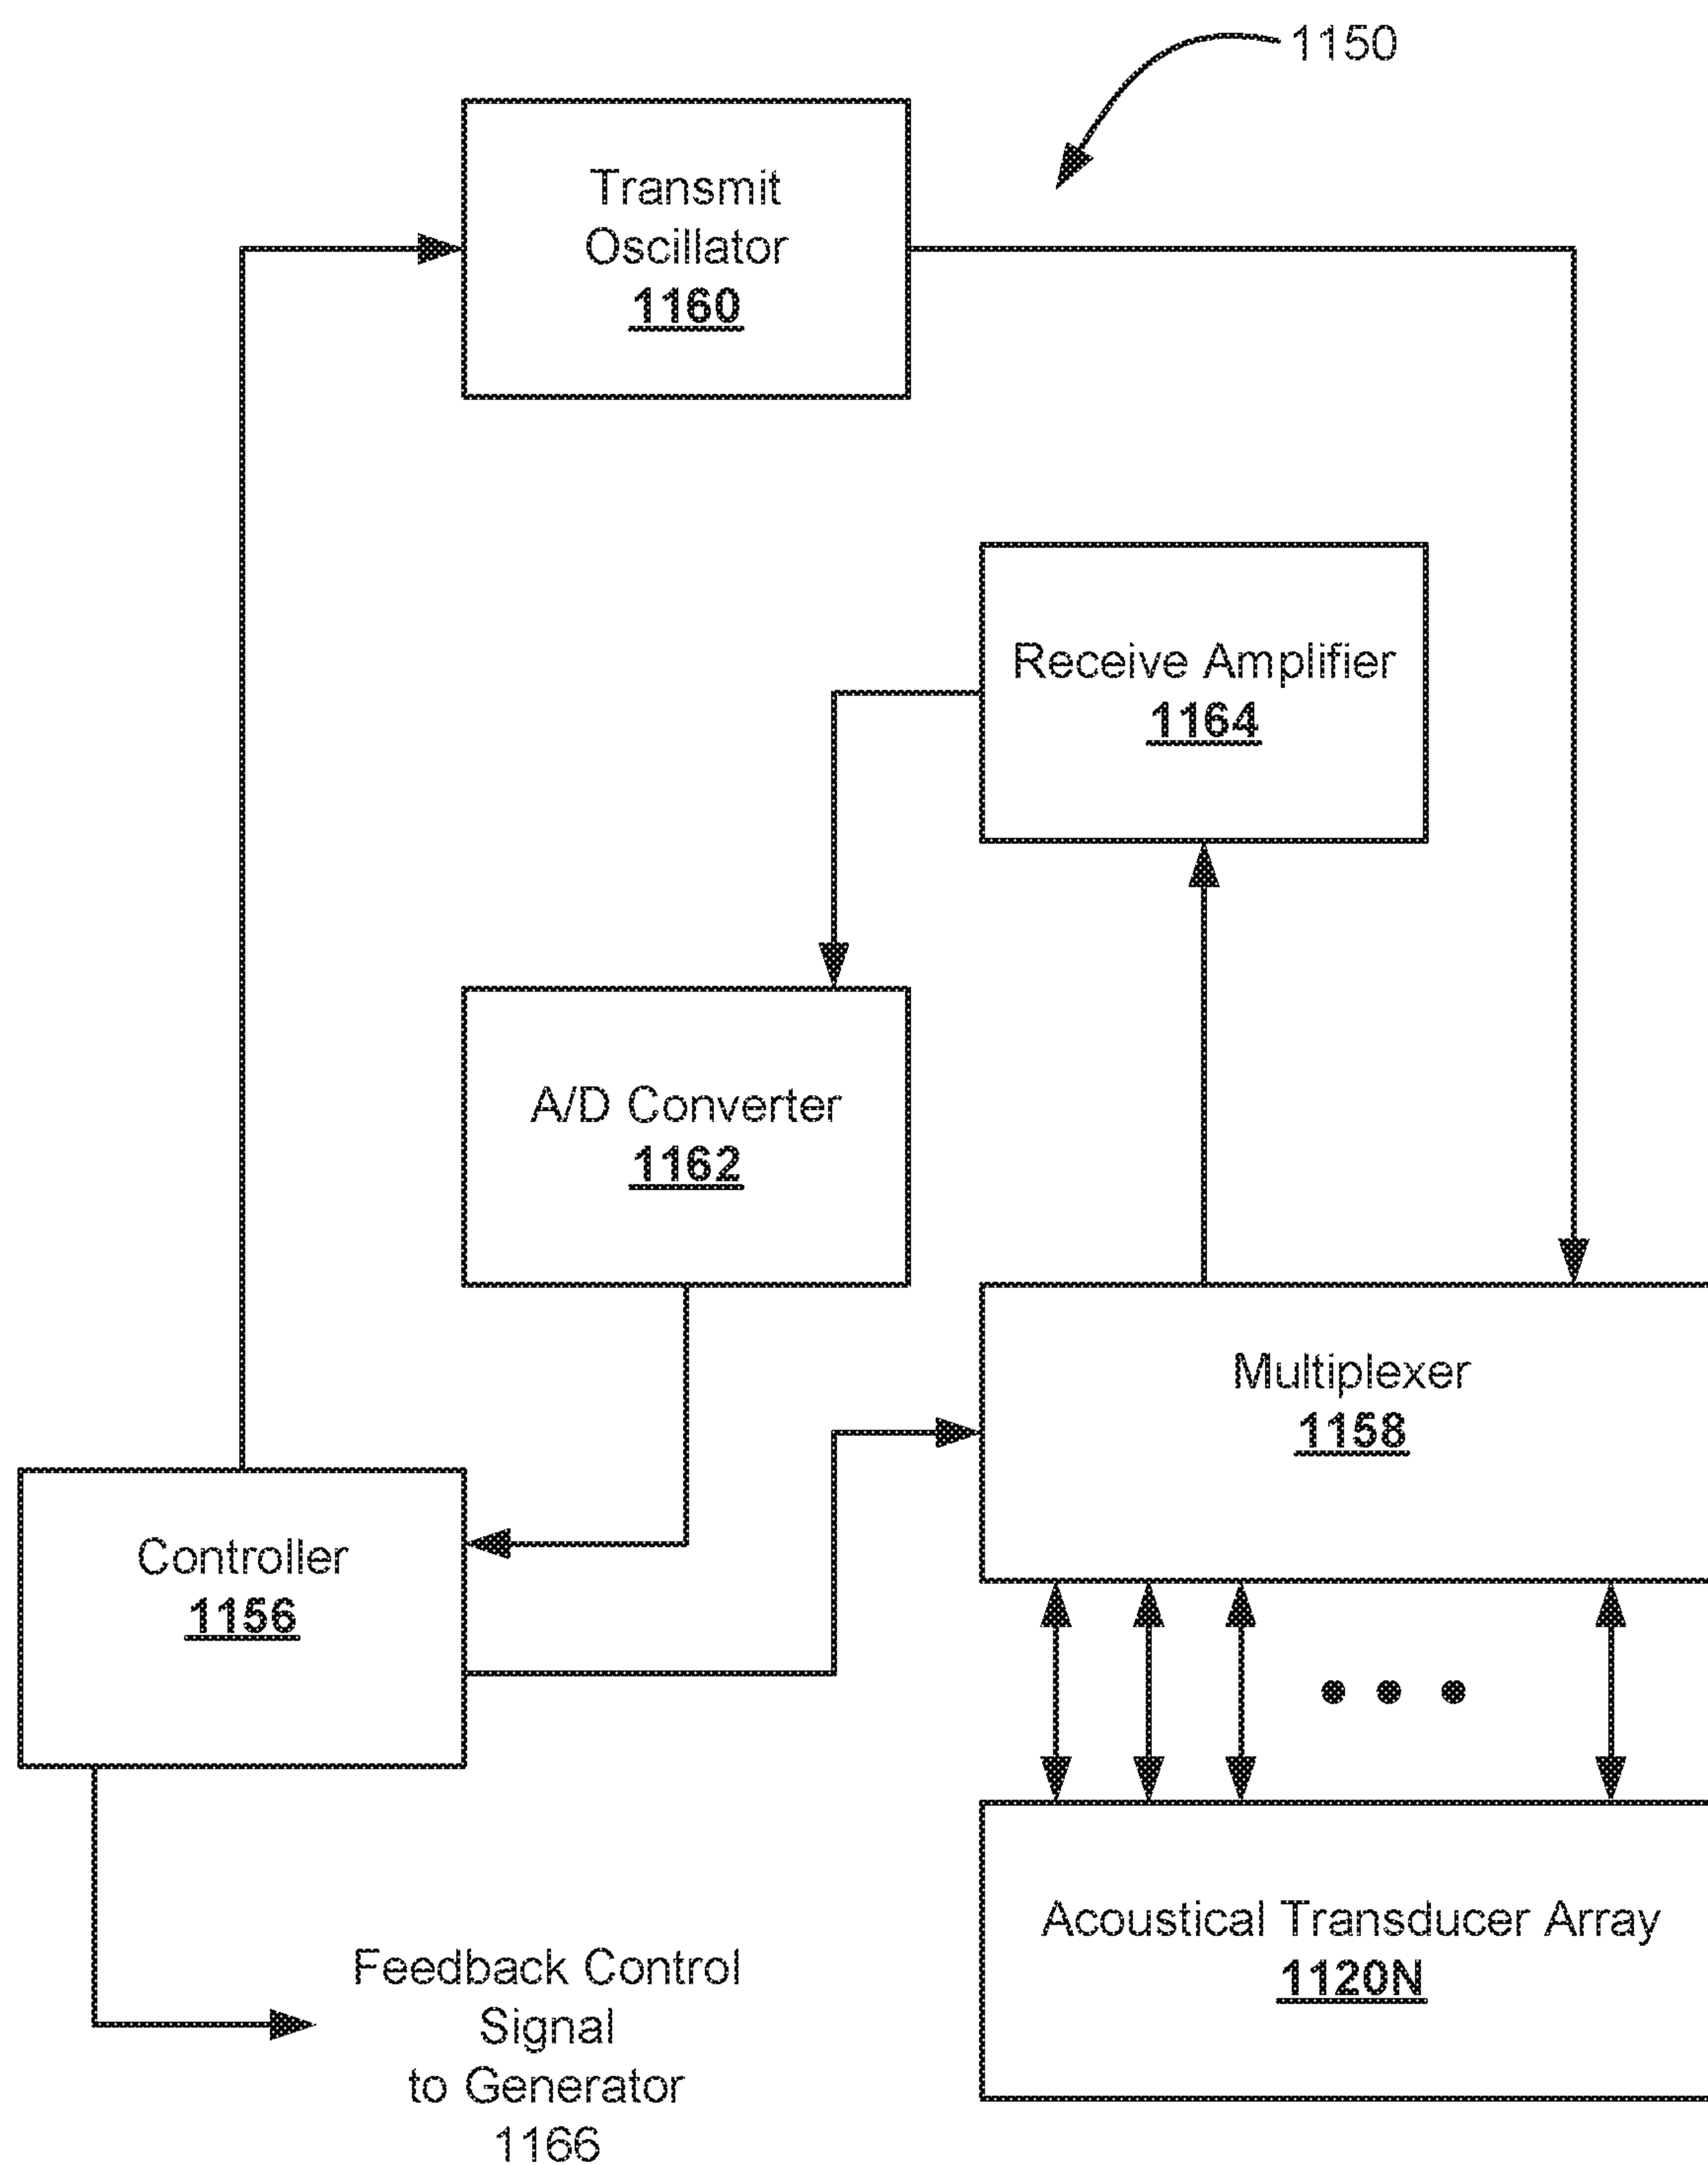 1150
Transmit
Oscillator
1160
Receive Amplifier
1164
A/D Converter
1162
Multiplexer
1158
Controller
1156
Acoustical Transducer Array
1120N
Feedback Control
Signal
to Generator
1166